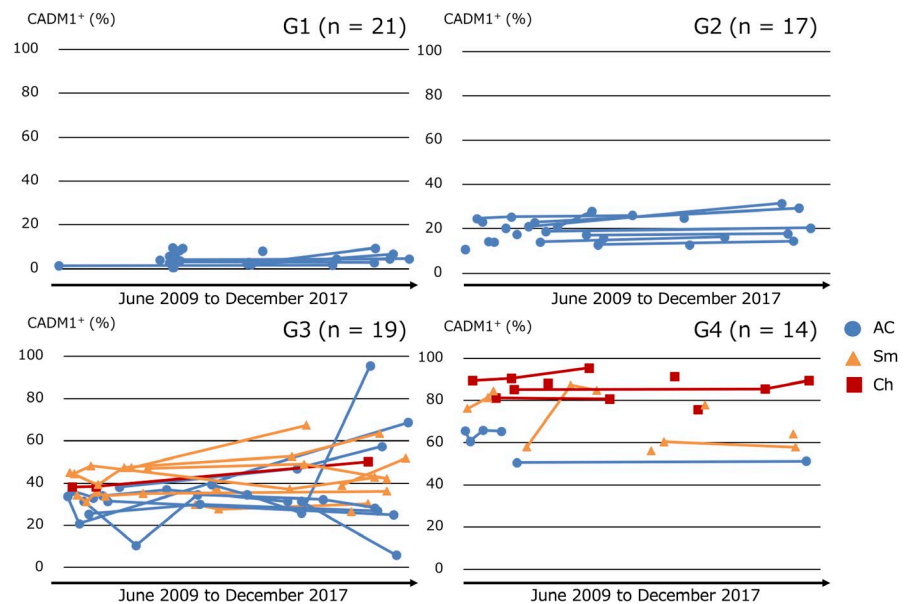 CADM1⁺ (%)
G1 (n = 21)
100
80
60
40
20
0
June 2009 to December 2017
CADM1⁺ (%)
G2 (n = 17)
100
80
60
40
20
0
June 2009 to December 2017
CADM1⁺ (%)
G3 (n = 19)
100
80
60
40
20
0
June 2009 to December 2017
CADM1⁺ (%)
G4 (n = 14)
100
80
60
40
20
0
June 2009 to December 2017
AC
Sm
Ch